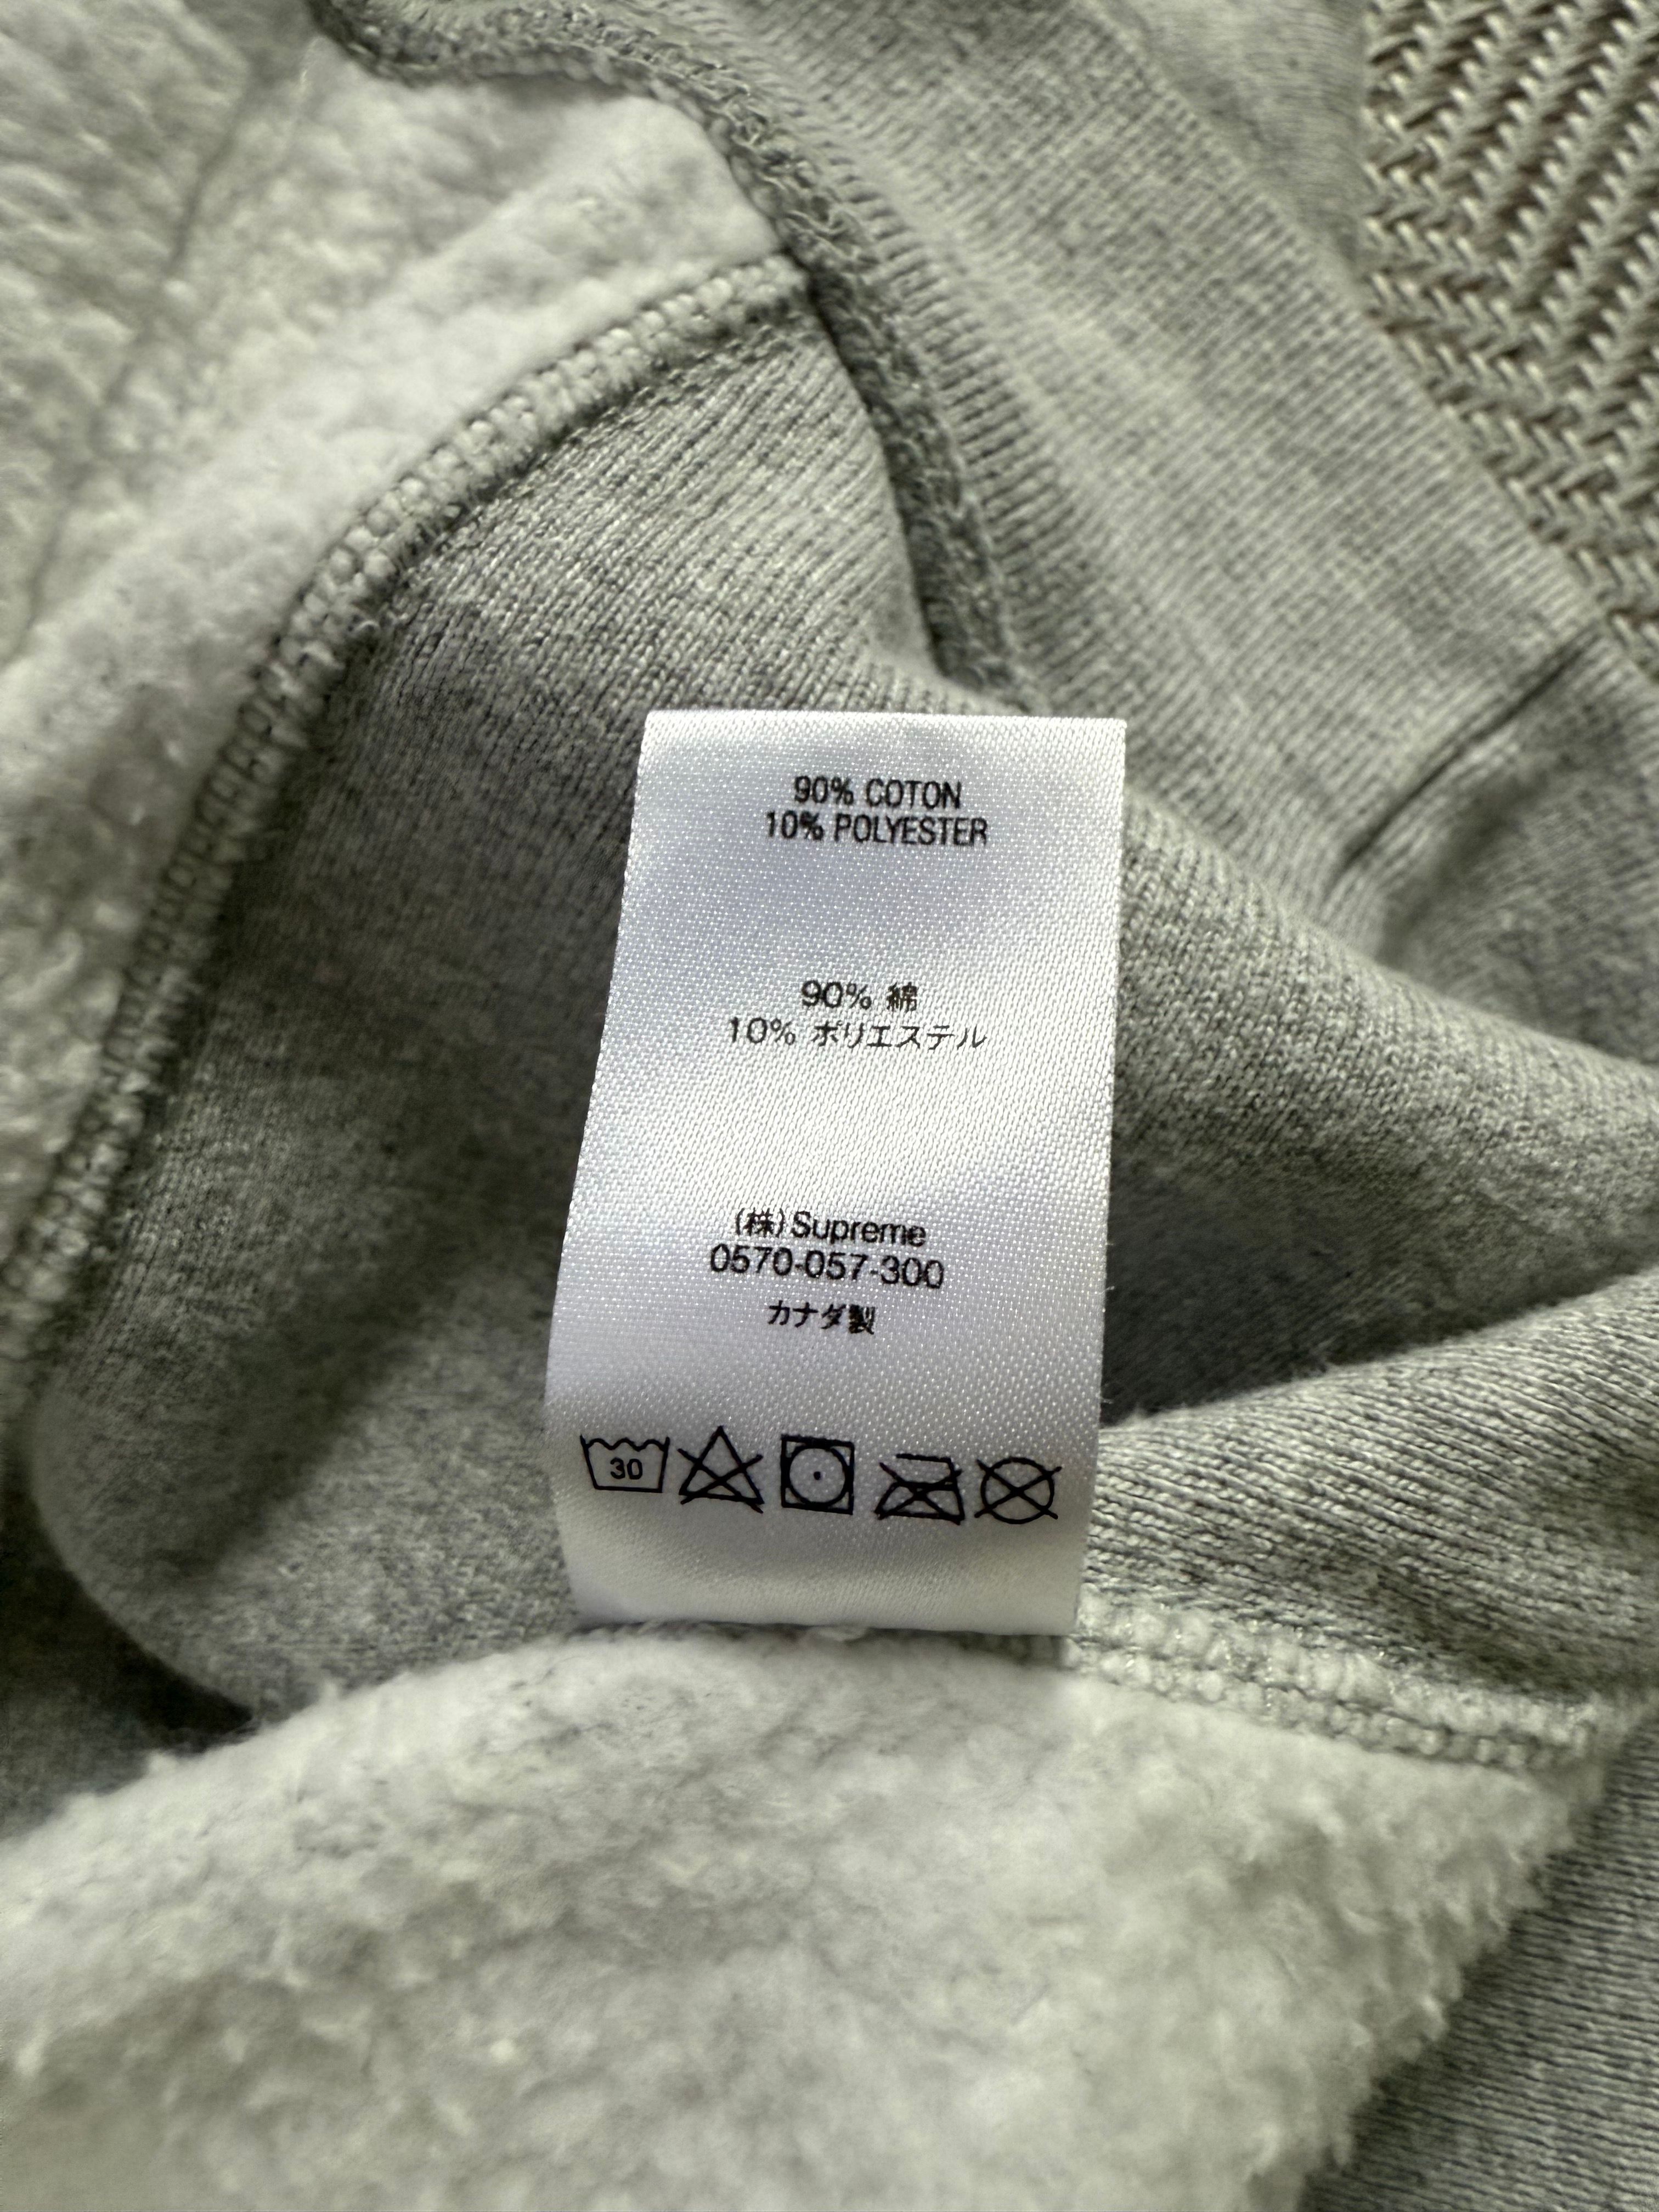 90% COTON
10% POLYESTER
90% 綿
10% ポリエステル
(株)Supreme
0570-057-300
カナダ製
30